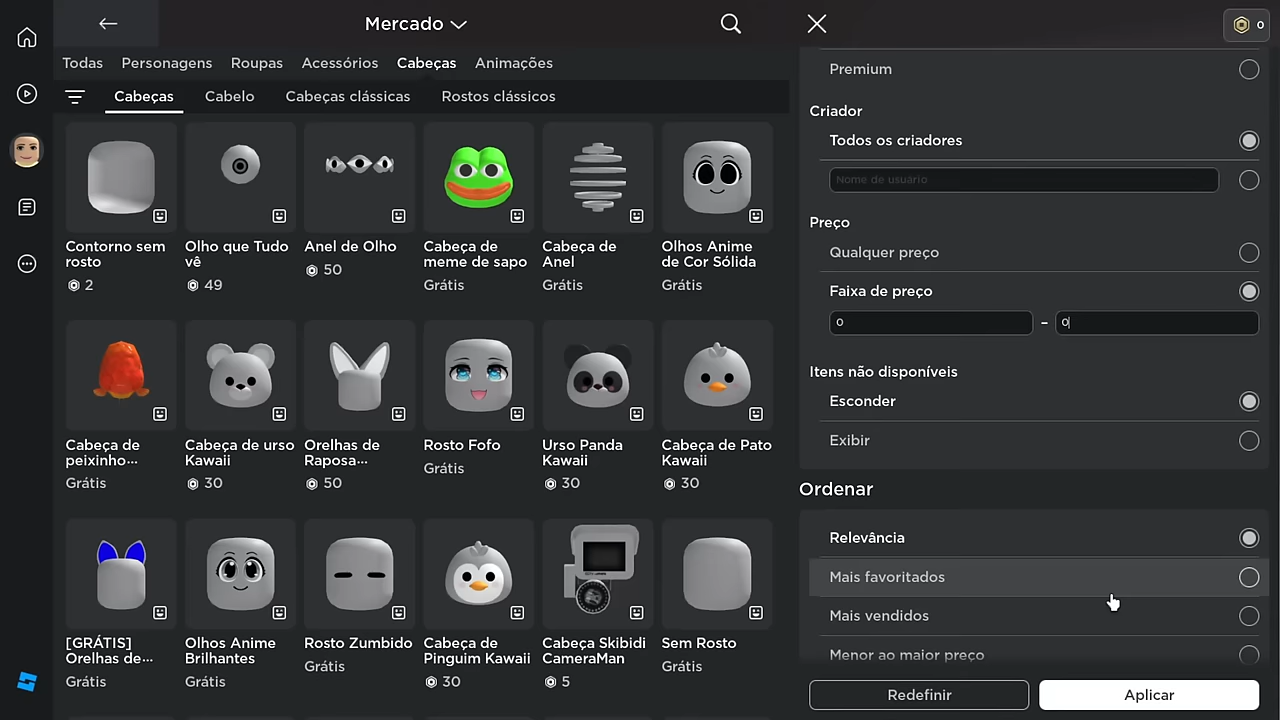 Mercado
0
Todas Personagens Roupas Acessórios Cabeças Animações
Cabeças Cabelo Cabeças clássicas Rostos clássicos
Contorno sem
rosto
2
Olho que Tudo
vê
49
Anel de Olho
50
Cabeça de
meme de sapo
Grátis
Cabeça de
Anel
Grátis
Olhos Anime
de Cor Sólida
Grátis
Cabeça de
peixinho...
Grátis
Cabeça de urso
Kawaii
30
Orelhas de
Raposa...
50
Rosto Fofo
Grátis
Urso Panda
Kawaii
30
Cabeça de Pato
Kawaii
30
[GRÁTIS]
Orelhas de...
Grátis
Olhos Anime
Brilhantes
Grátis
Rosto Zumbido
Grátis
Cabeça de
Pinguim Kawaii
30
Cabeça Skibidi
CameraMan
5
Sem Rosto
Grátis
Premium
Criador
Todos os criadores
Nome de usuário
Preço
Qualquer preço
Faixa de preço
0 – 0
Itens não disponíveis
Esconder
Exibir
Ordenar
Relevância
Mais favoritados
Mais vendidos
Menor ao maior preço
Redefinir Aplicar